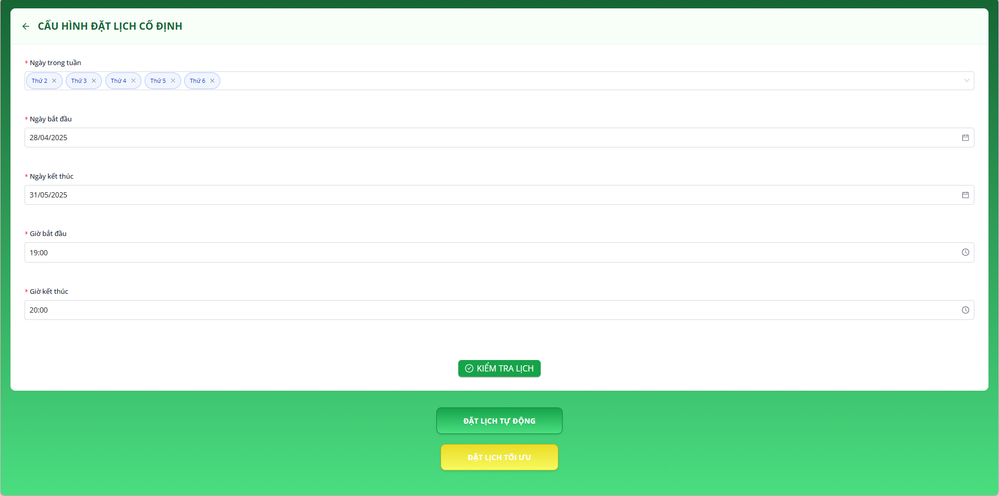 CẤU HÌNH ĐẶT LỊCH CỐ ĐỊNH
* Ngày trong tuần
Thứ 2 Thứ 3 Thứ 4 Thứ 5 Thứ 6
* Ngày bắt đầu
28/04/2025
* Ngày kết thúc
31/05/2025
* Giờ bắt đầu
19:00
* Giờ kết thúc
20:00
KIỂM TRA LỊCH
ĐẶT LỊCH TỰ ĐỘNG
ĐẶT LỊCH TỐI ƯU